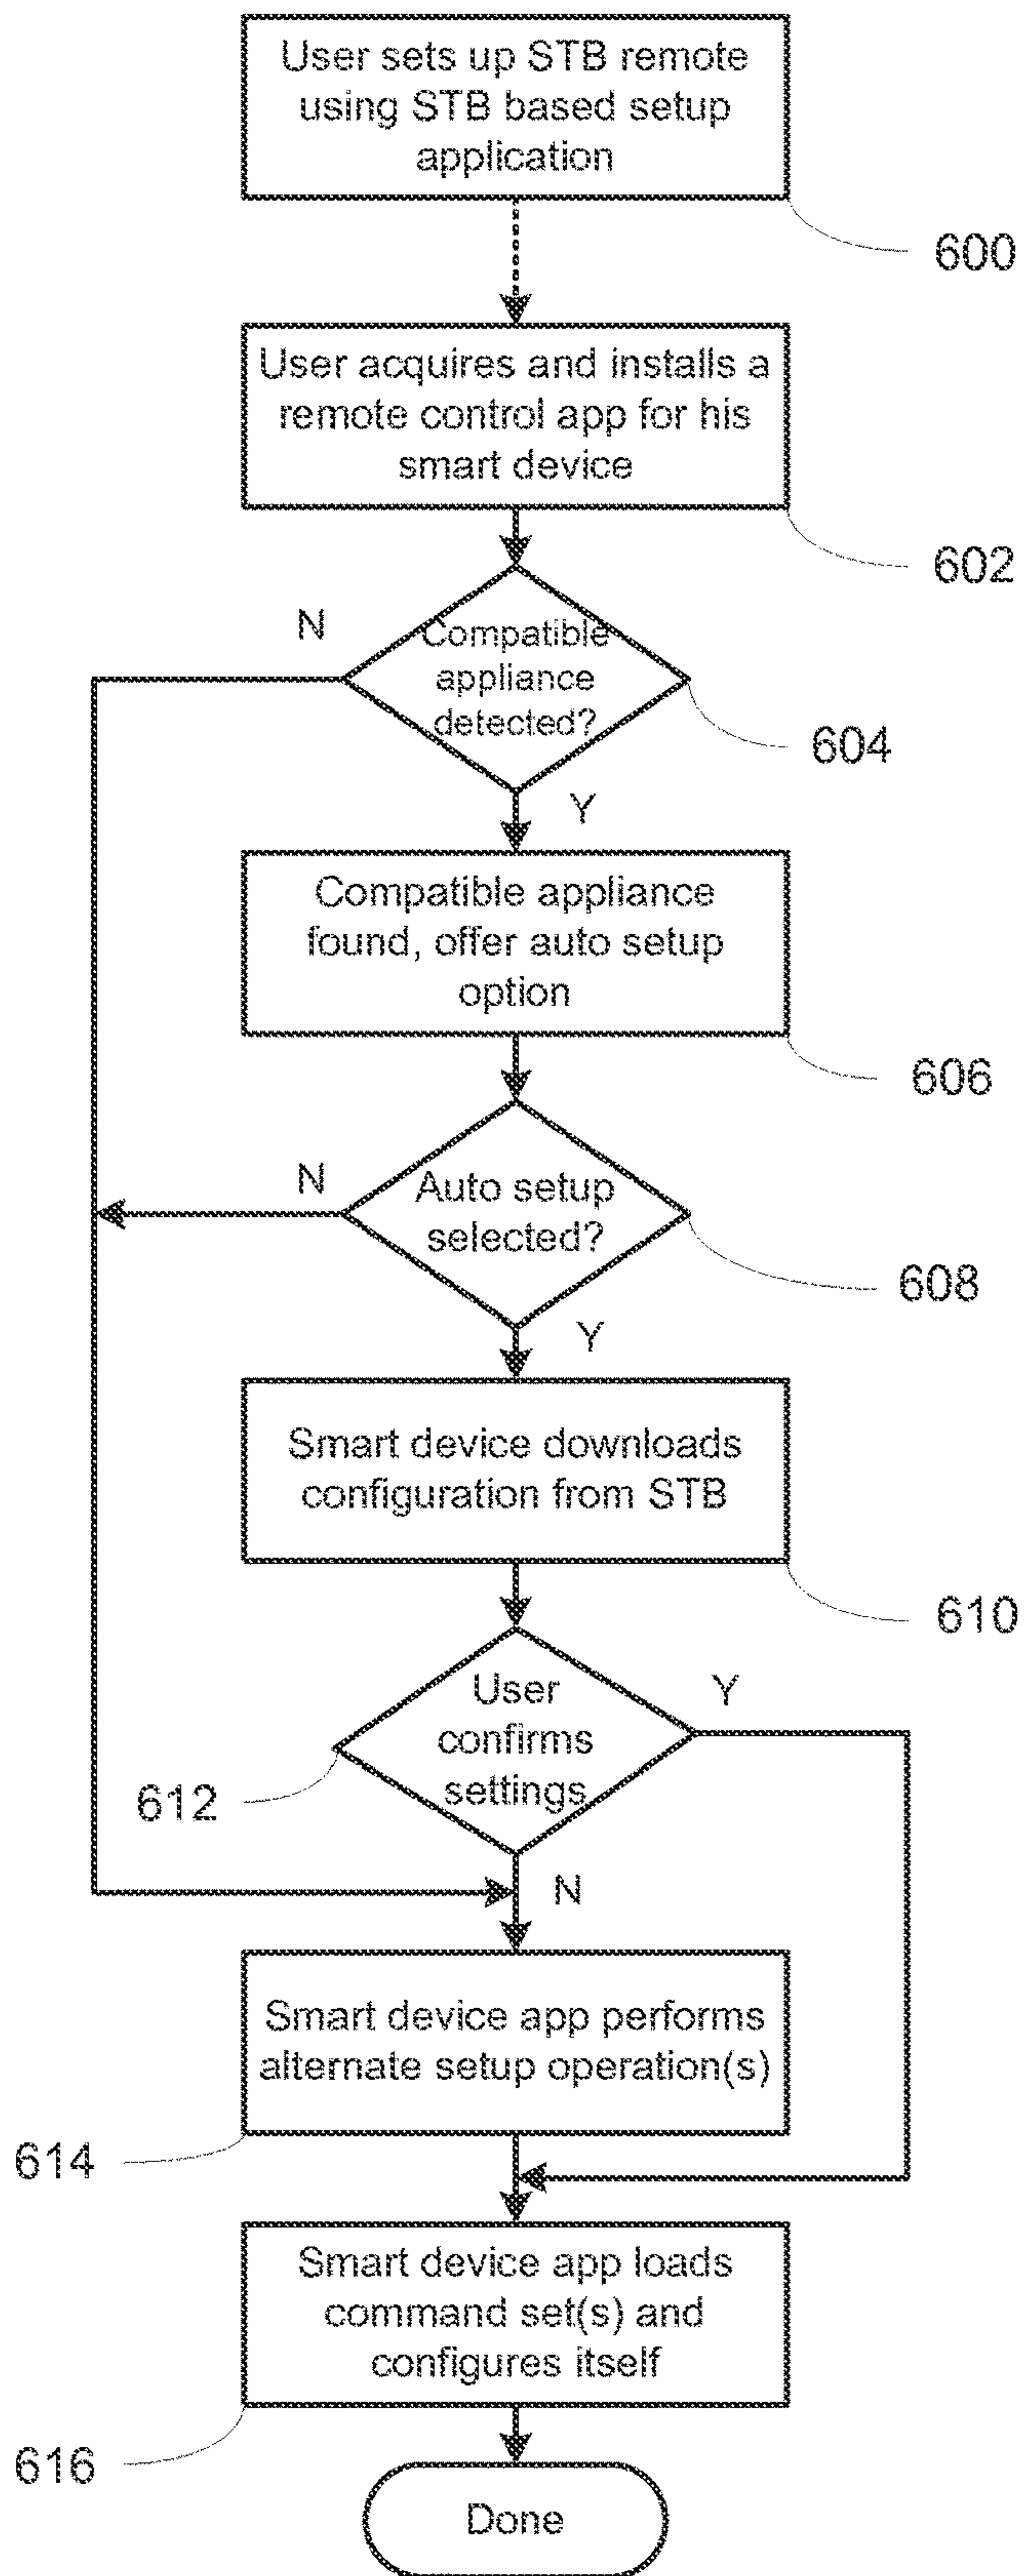 User sets up STB remote
using STB based setup
application
600
User acquires and installs a
remote control app for his
smart device
602
N
Compatible
appliance
detected?
604
Y
Compatible appliance
found, offer auto setup
option
606
N
Auto setup
selected?
608
Y
Smart device downloads
configuration from STB
610
User
confirms
settings
Y
612
N
Smart device app performs
alternate setup operation(s)
614
Smart device app loads
command set(s) and
configures itself
616
Done